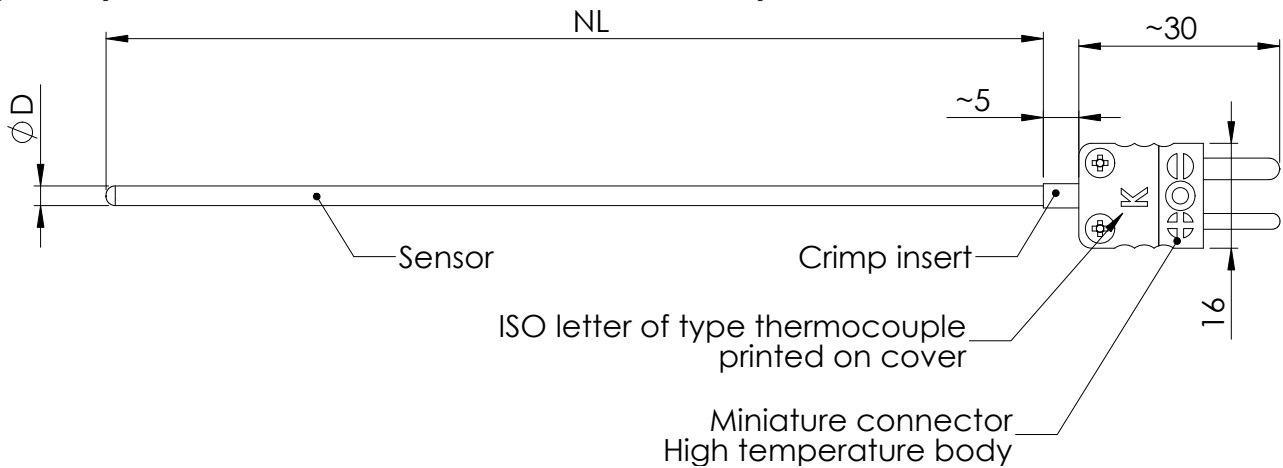 NL
~30
ØD
~5
K
Sensor
Crimp insert
16
ISO letter of type thermocouple
printed on cover
Miniature connector
High temperature body